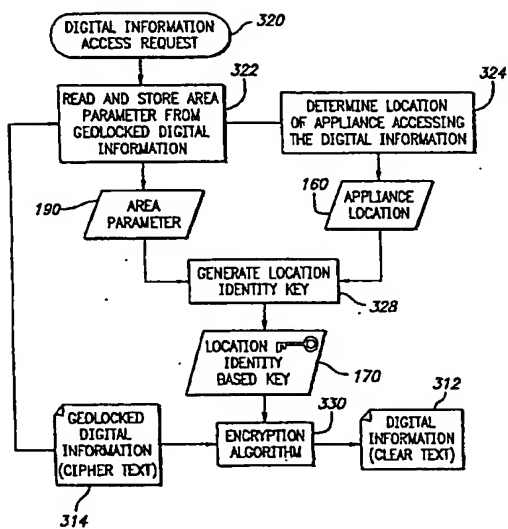 DIGITAL INFORMATION
ACCESS REQUEST
320
322
READ AND STORE AREA
PARAMETER FROM
GEOLOCKED DIGITAL
INFORMATION
324
DETERMINE LOCATION
OF APPLIANCE ACCESSING
THE DIGITAL INFORMATION
190
AREA
PARAMETER
160
APPLIANCE
LOCATION
GENERATE LOCATION
IDENTITY KEY
328
LOCATION
IDENTITY
BASED KEY
170
GEOLOCKED
DIGITAL
INFORMATION
(CIPHER TEXT)
314
330
ENCRYPTION
ALGORITHM
312
DIGITAL
INFORMATION
(CLEAR TEXT)